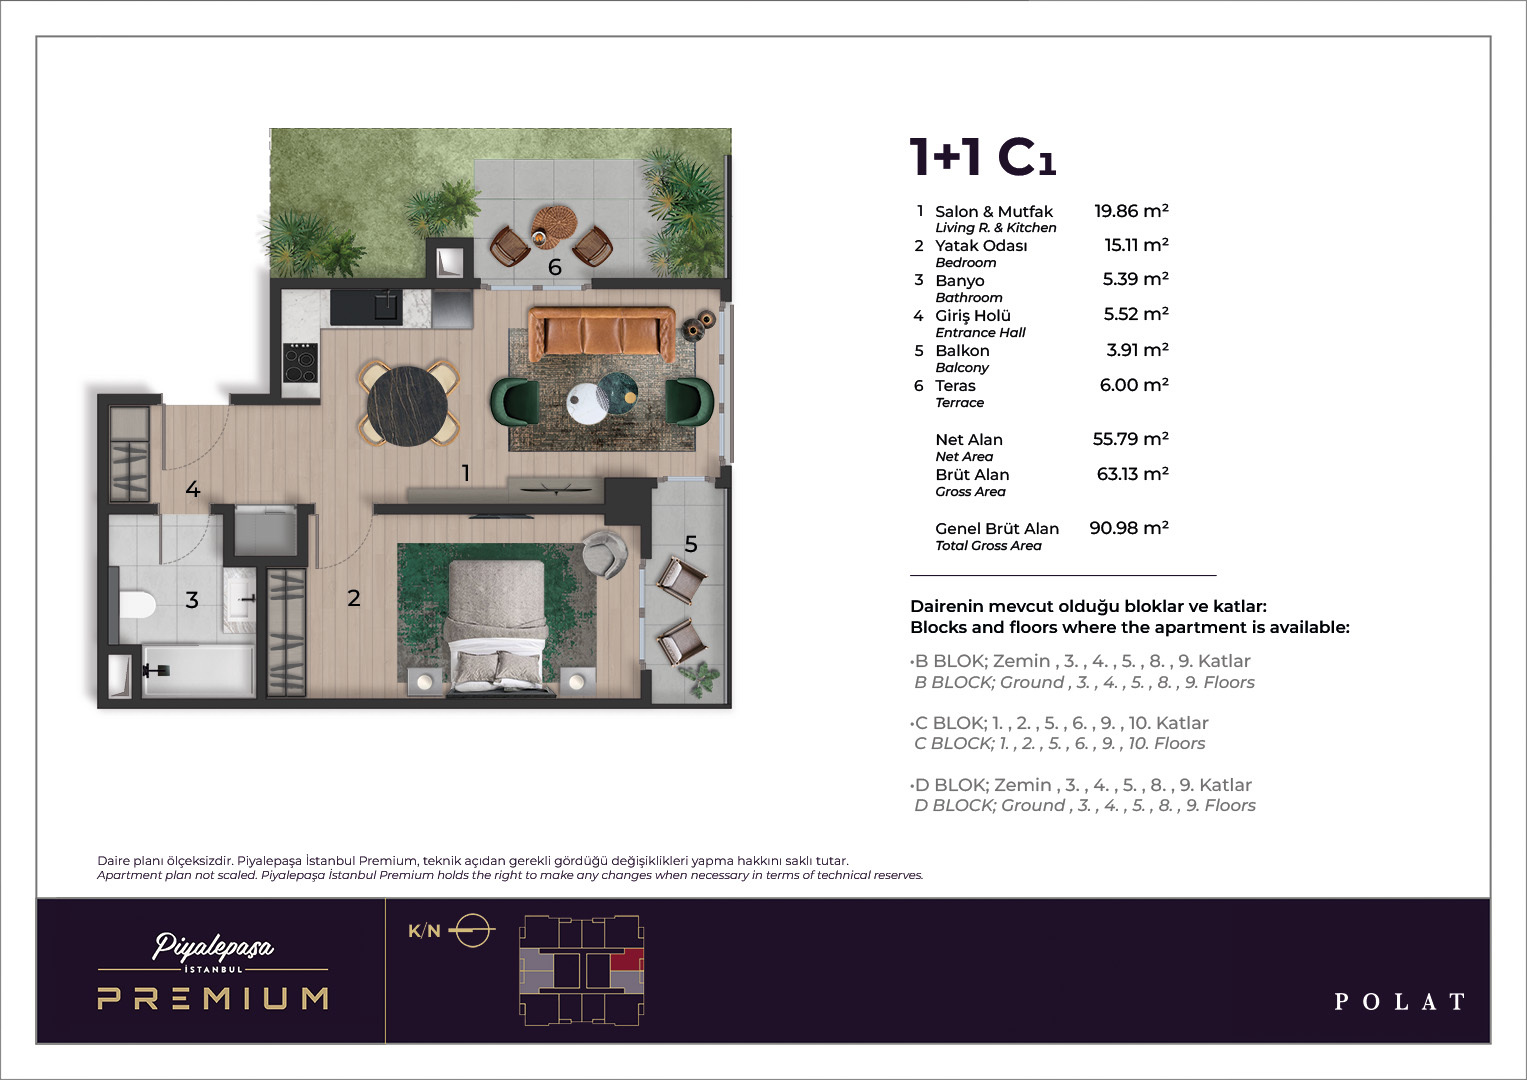 1+1 C1
1 Salon & Mutfak 19.86 m²
Living R. & Kitchen
2 Yatak Odası 15.11 m²
Bedroom
3 Banyo 5.39 m²
Bathroom
4 Giriş Holü 5.52 m²
Entrance Hall
5 Balkon 3.91 m²
Balcony
6 Teras 6.00 m²
Terrace
Net Alan 55.79 m²
Net Area
Brüt Alan 63.13 m²
Gross Area
Genel Brüt Alan 90.98 m²
Total Gross Area
Dairenin mevcut olduğu bloklar ve katlar:
Blocks and floors where the apartment is available:
•B BLOK; Zemin , 3. , 4. , 5. , 8. , 9. Katlar
B BLOCK; Ground , 3. , 4. , 5. , 8. , 9. Floors
•C BLOK; 1. , 2. , 5. , 6. , 9. , 10. Katlar
C BLOCK; 1. , 2. , 5. , 6. , 9. , 10. Floors
•D BLOK; Zemin , 3. , 4. , 5. , 8. , 9. Katlar
D BLOCK; Ground , 3. , 4. , 5. , 8. , 9. Floors
6
1
4
5
3
2
Daire planı ölçeksizdir. Piyalepaşa İstanbul Premium, teknik açıdan gerekli gördüğü değişiklikleri yapma hakkını saklı tutar.
Apartment plan not scaled. Piyalepaşa İstanbul Premium holds the right to make any changes when necessary in terms of technical reserves.
Piyalepaşa
İSTANBUL
PREMIUM
K/N
POLAT